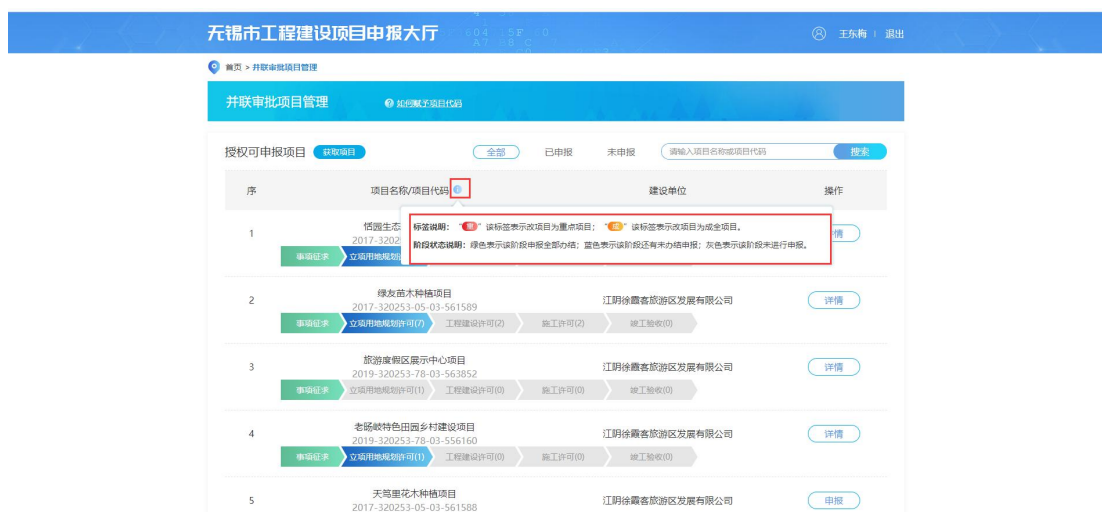 无锡市工程建设项目申报大厅
王东梅 | 退出
首页 > 并联审批项目管理
并联审批项目管理 如何赋予项目代码
授权可申报项目 获取项目 全部 已申报 未申报 请输入项目名称或项目代码 搜索
序 项目名称/项目代码 建设单位 操作
1
标签说明：“重”该标签表示改项目为重点项目；“成”该标签表示改项目为成全项目。
阶段状态说明：绿色表示该阶段申报全部办结；蓝色表示该阶段还有未办结申报；灰色表示该阶段未进行申报。
恬园生态
2017-3202
情
事项征求 立项用地规划
2 绿友苗木种植项目 江阴徐霞客旅游区发展有限公司 详情
2017-320253-05-03-561589
事项征求 立项用地规划许可(7) 工程建设许可(2) 施工许可(2) 竣工验收(0)
3 旅游度假区展示中心项目 江阴徐霞客旅游区发展有限公司 详情
2019-320253-78-03-563852
事项征求 立项用地规划许可(1) 工程建设许可(0) 施工许可(0) 竣工验收(0)
4 老旸岐特色田园乡村建设项目 江阴徐霞客旅游区发展有限公司 详情
2019-320253-78-03-556160
事项征求 立项用地规划许可(1) 工程建设许可(0) 施工许可(0) 竣工验收(0)
5 天笃里花木种植项目 江阴徐霞客旅游区发展有限公司 申报
2017-320253-05-03-561588